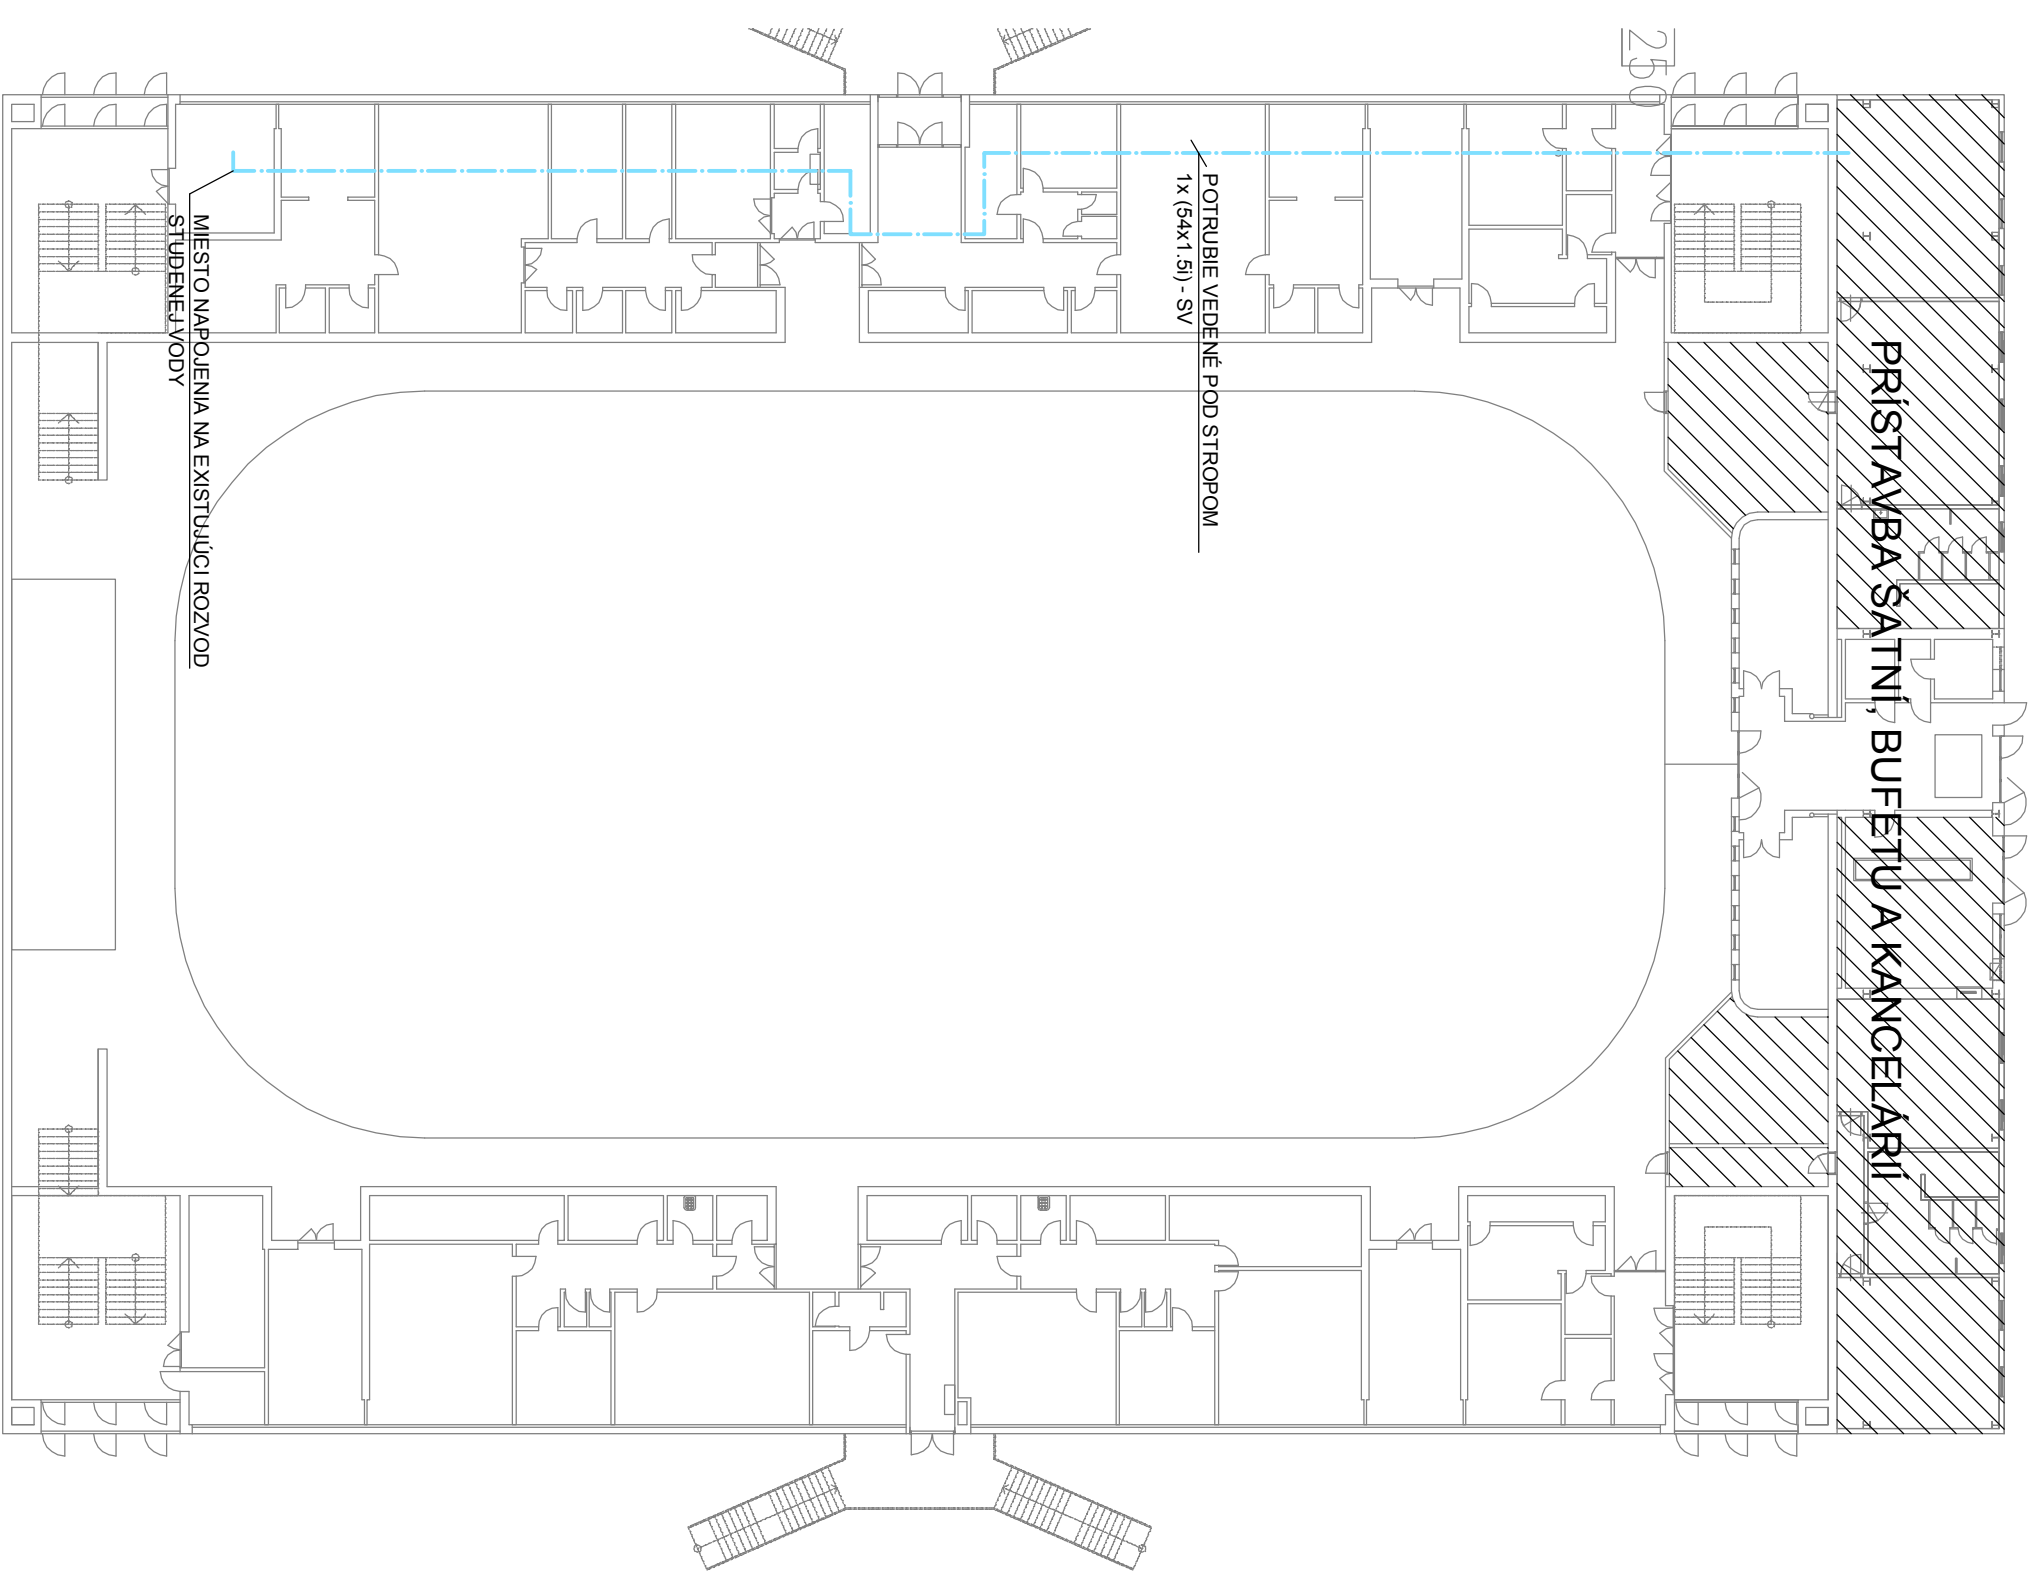 250
PRÍSTAVBA ŠATNÍ, BUFETU A KANCELÁRIÍ
POTRUBIE VEDENÉ POD STROPOM
1x (54x1.5i) - SV
MIESTO NAPOJENIA NA EXISTUJÚCI ROZVOD
STUDENEJ VODY